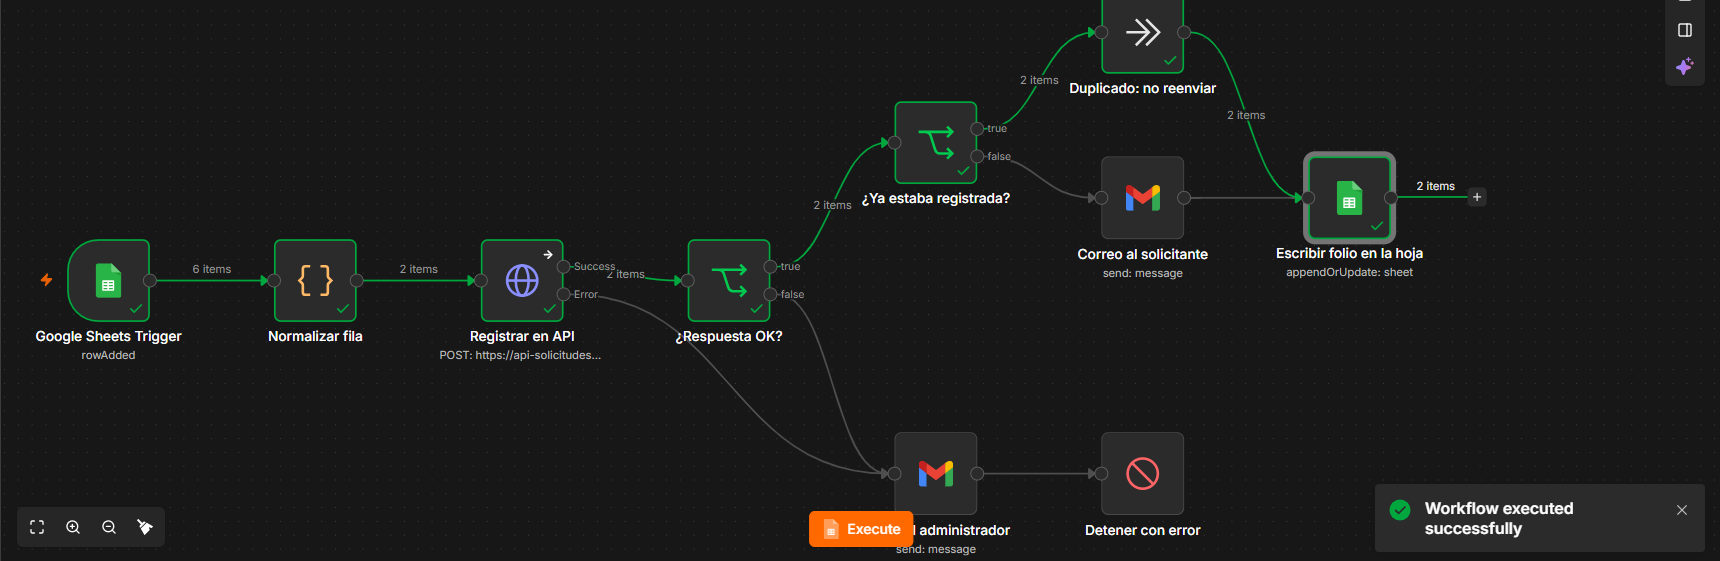 2 items
Duplicado: no reenviar
2 items
true
false
2 items
¿Ya estaba registrada?
2 items
Correo al solicitante
send: message
Escribir folio en la hoja
appendOrUpdate: sheet
6 items
2 items
Success
2 items
Error
true
false
Google Sheets Trigger
rowAdded
Normalizar fila
Registrar en API
POST: https://api-solicitudes...
¿Respuesta OK?
Execute
l administrador
send: message
Detener con error
Workflow executed
successfully